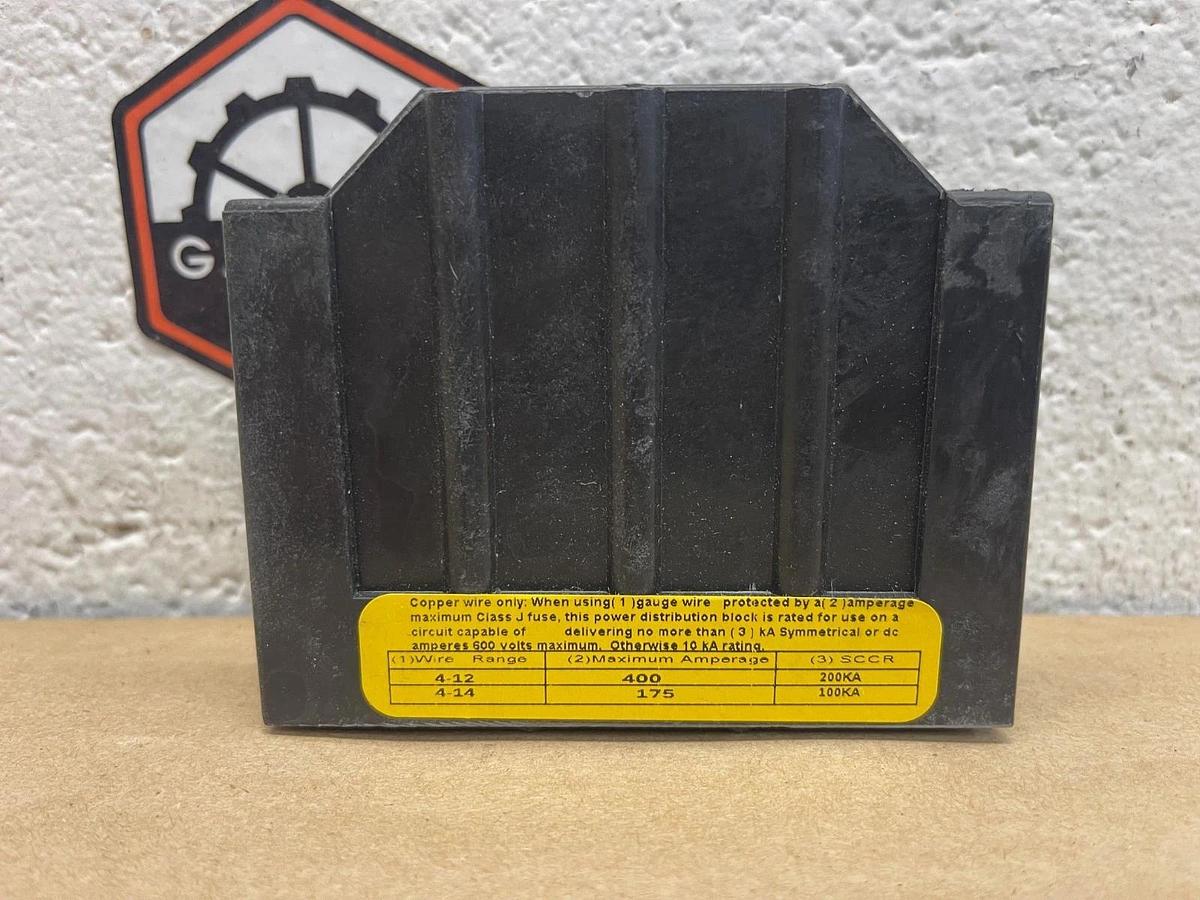 G
Copper wire only: When using( 1 )gauge wire protected by a( 2 )amperage
maximum Class J fuse, this power distribution block is rated for use on a
circuit capable of delivering no more than ( 3 ) kA Symmetrical or dc
amperes 600 volts maximum. Otherwise 10 kA rating.
(1)Wire Range (2)Maximum Amperage (3) SCCR
4-12 400 200KA
4-14 175 100KA